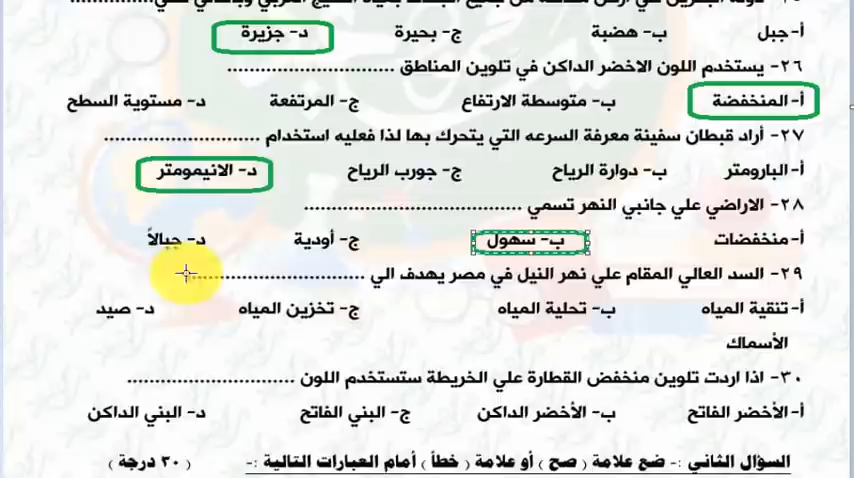 أ- جبل ب- هضبة ج- بحيرة د- جزيرة
٢٦- يستخدم اللون الاخضر الداكن في تلوين المناطق ................................
أ- المنخفضة ب- متوسطة الارتفاع ج- المرتفعة د- مستوية السطح
٢٧- أراد قبطان سفينة معرفة السرعه التي يتحرك بها لذا فعليه استخدام ..............................
أ- البارومتر ب- دوارة الرياح ج- جورب الرياح د- الانيمومتر
٢٨- الاراضي علي جانبي النهر تسمي ..........................................
أ- منخفضات ب- سهول ج- أودية د- جبالاً
٢٩- السد العالي المقام علي نهر النيل في مصر يهدف الي ..................................
أ- تنقية المياه ب- تحلية المياه ج- تخزين المياه د- صيد
الأسماك
٣٠- اذا اردت تلوين منخفض القطارة علي الخريطة ستستخدم اللون ................................
أ- الأخضر الفاتح ب- الأخضر الداكن ج- البني الفاتح د- البني الداكن
السؤال الثاني :- ضع علامة ( صح ) أو علامة ( خطأ ) أمام العبارات التالية :- ( ٣٠ درجة )